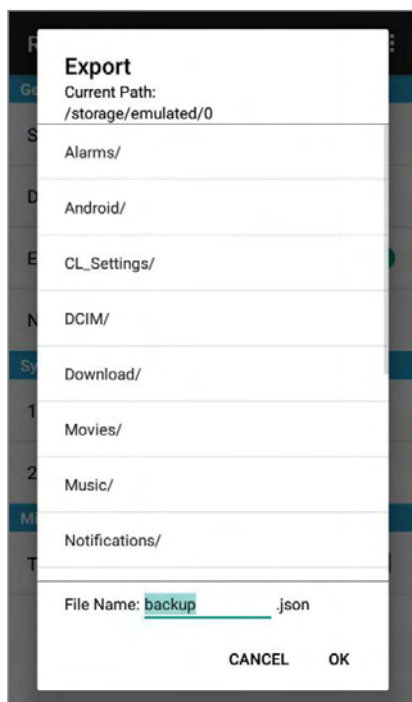 Export
Current Path:
/storage/emulated/0
Alarms/
Android/
CL_Settings/
DCIM/
Download/
Movies/
Music/
Notifications/
File Name: backup .json
CANCEL OK